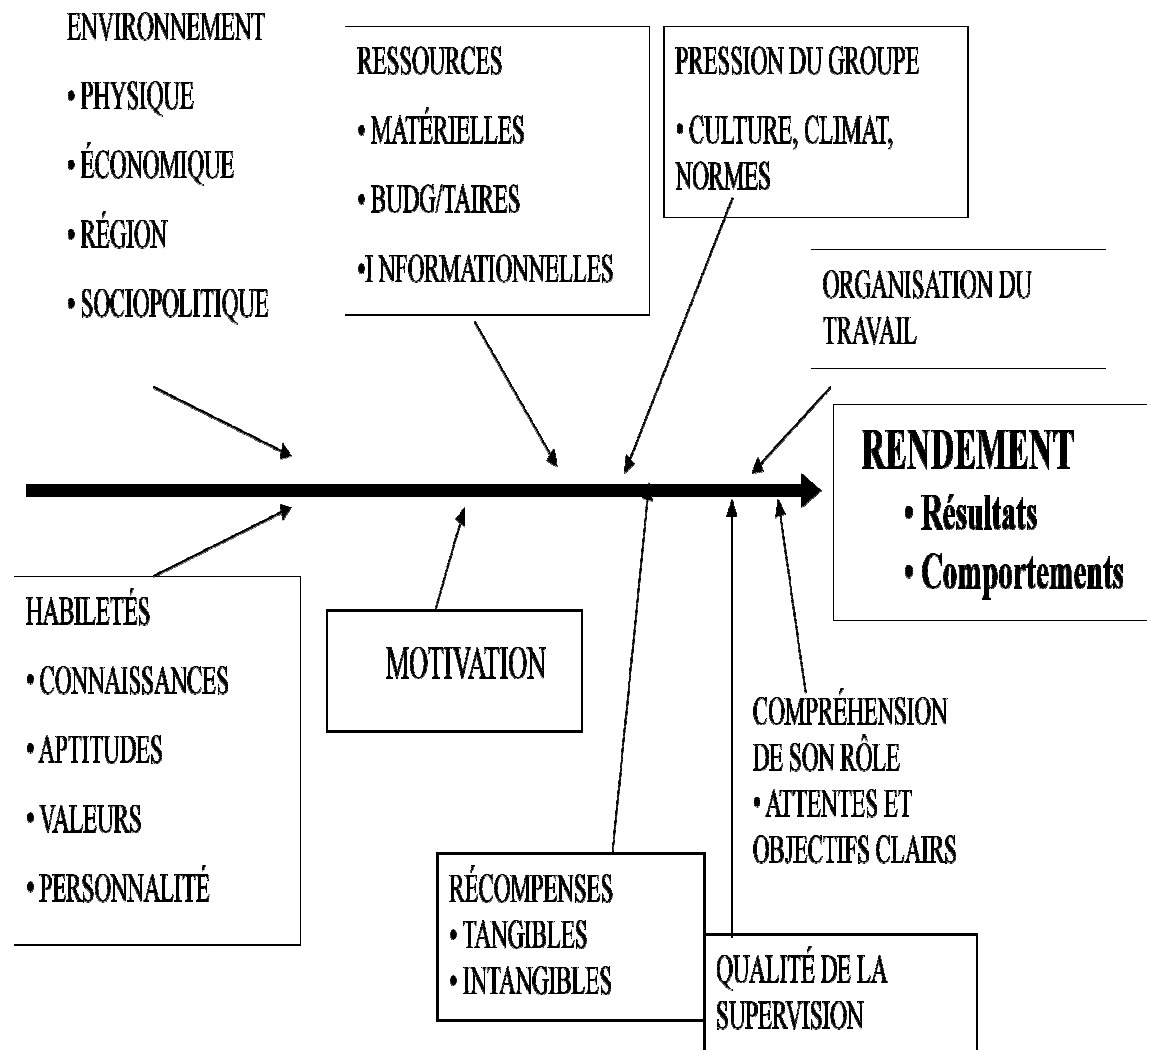 ENVIRONNEMENT
• PHYSIQUE
• ÉCONOMIQUE
• RÉGION
• SOCIOPOLITIQUE
RESSOURCES
• MATÉRIELLES
• BUDG/TAIRES
•I NFORMATIONNELLES
PRESSION DU GROUPE
• CULTURE, CLIMAT,
NORMES
ORGANISATION DU
TRAVAIL
RENDEMENT
• Résultats
• Comportements
HABILETÉS
• CONNAISSANCES
• APTITUDES
• VALEURS
• PERSONNALITÉ
MOTIVATION
RÉCOMPENSES
• TANGIBLES
• INTANGIBLES
COMPRÉHENSION
DE SON RÔLE
• ATTENTES ET
OBJECTIFS CLAIRS
QUALITÉ DE LA
SUPERVISION